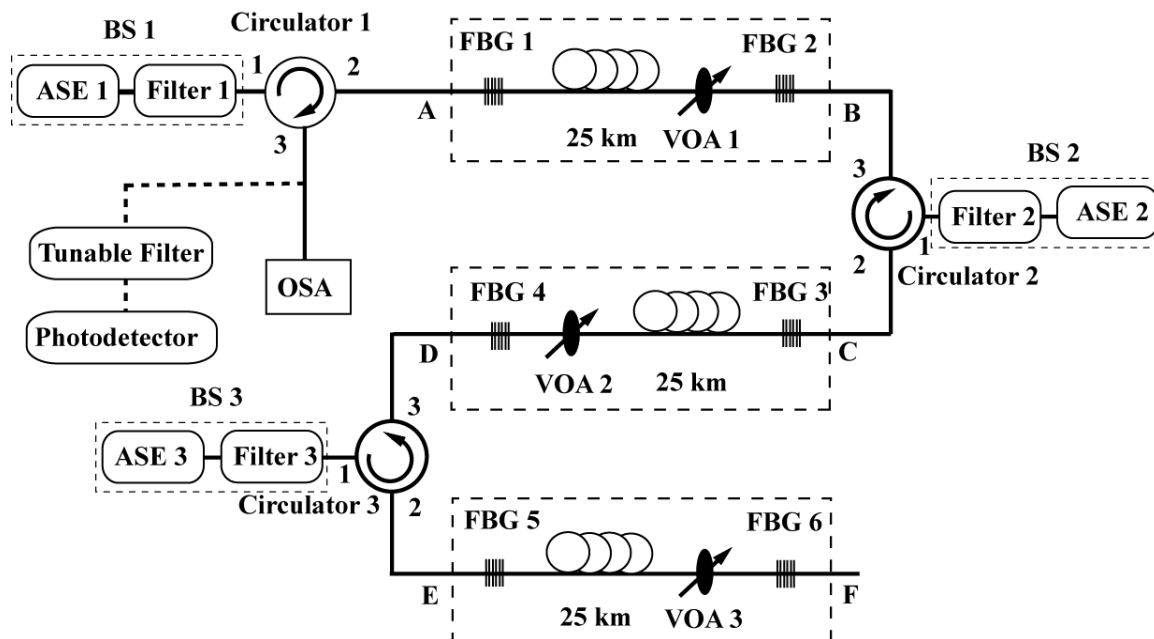 BS 1
Circulator 1
ASE 1
Filter 1
1
2
3
A
FBG 1
FBG 2
25 km
VOA 1
B
Tunable Filter
Photodetector
OSA
3
BS 2
Filter 2
ASE 2
1
2
Circulator 2
FBG 4
FBG 3
D
VOA 2
25 km
C
BS 3
3
ASE 3
Filter 3
1
Circulator 3
2
FBG 5
FBG 6
E
25 km
VOA 3
F